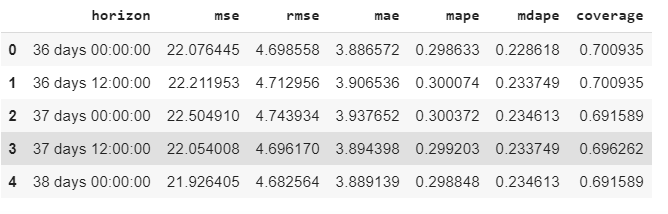 horizon mse rmse mae mape mdape coverage
0 36 days 00:00:00 22.076445 4.698558 3.886572 0.298633 0.228618 0.700935
1 36 days 12:00:00 22.211953 4.712956 3.906536 0.300074 0.233749 0.700935
2 37 days 00:00:00 22.504910 4.743934 3.937652 0.300372 0.234613 0.691589
3 37 days 12:00:00 22.054008 4.696170 3.894398 0.299203 0.233749 0.696262
4 38 days 00:00:00 21.926405 4.682564 3.889139 0.298848 0.234613 0.691589